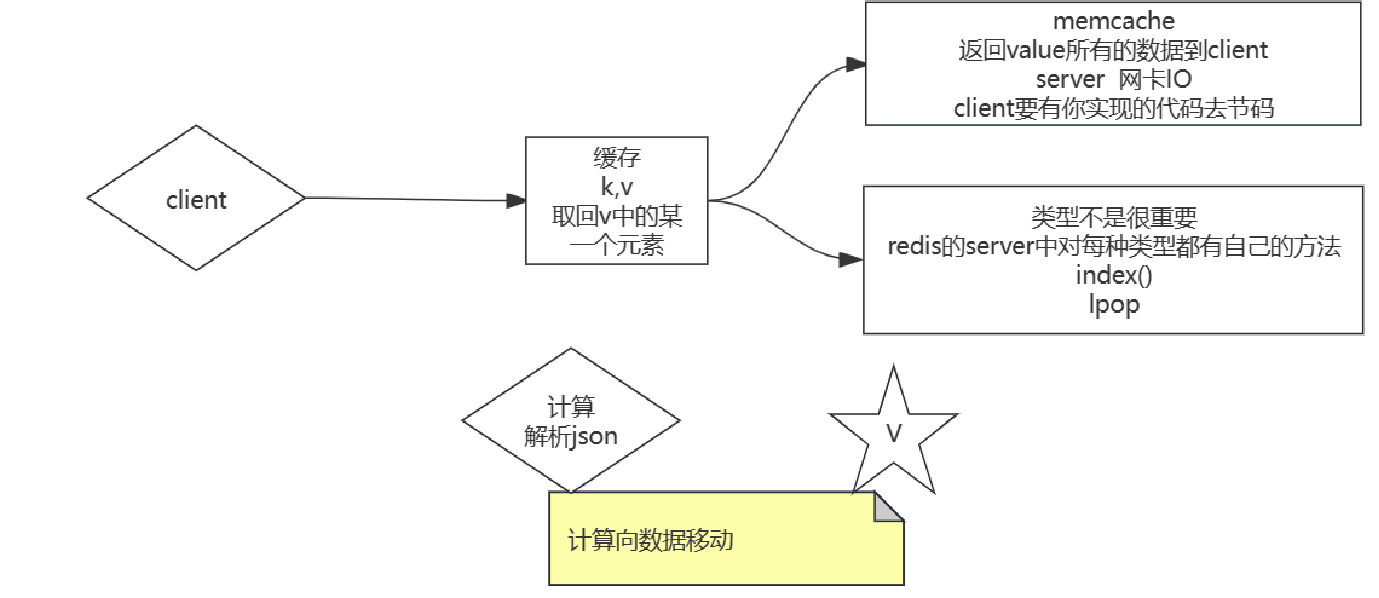 client
缓存
k,v
取回v中的某
一个元素
memcache
返回value所有的数据到client
server 网卡IO
client要有你实现的代码去节码
类型不是很重要
redis的server中对每种类型都有自己的方法
index()
lpop
计算
解析json
V
计算向数据移动